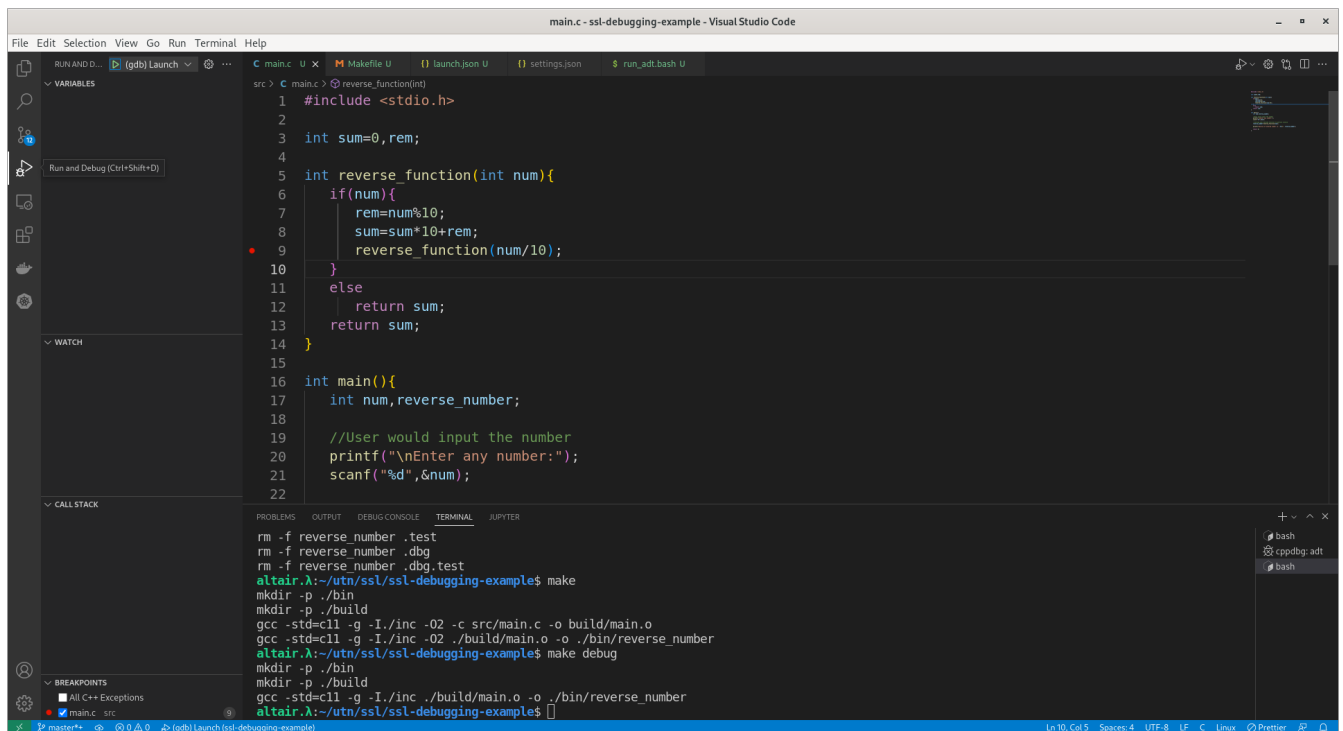 main.c - ssl-debugging-example - Visual Studio Code
File Edit Selection View Go Run Terminal Help
RUN AND D... (gdb) Launch
VARIABLES
Run and Debug (Ctrl+Shift+D)
12
WATCH
CALL STACK
BREAKPOINTS
All C++ Exceptions
main.c src 9
C main.c U M Makefile U {} launch.json U {} settings.json $ run_adt.bash U
src > C main.c > reverse_function(int)
1 #include <stdio.h>
2
3 int sum=0,rem;
4
5 int reverse_function(int num){
6 if(num){
7 rem=num%10;
8 sum=sum*10+rem;
9 reverse_function(num/10);
10 }
11 else
12 return sum;
13 return sum;
14 }
15
16 int main(){
17 int num,reverse_number;
18
19 //User would input the number
20 printf("\nEnter any number:");
21 scanf("%d",&num);
22
PROBLEMS OUTPUT DEBUG CONSOLE TERMINAL JUPYTER
rm -f reverse_number .test
rm -f reverse_number .dbg
rm -f reverse_number .dbg.test
altair.λ:~/utn/ssl/ssl-debugging-example$ make
mkdir -p ./bin
mkdir -p ./build
gcc -std=c11 -g -I./inc -O2 -c src/main.c -o build/main.o
gcc -std=c11 -g -I./inc -O2 ./build/main.o -o ./bin/reverse_number
altair.λ:~/utn/ssl/ssl-debugging-example$ make debug
mkdir -p ./bin
mkdir -p ./build
gcc -std=c11 -g -I./inc ./build/main.o -o ./bin/reverse_number
altair.λ:~/utn/ssl/ssl-debugging-example$
bash
cppdbg: adt
bash
master*+ 0 0 (gdb) Launch (ssl-debugging-example) Ln 10, Col 5 Spaces: 4 UTF-8 LF C Linux Prettier